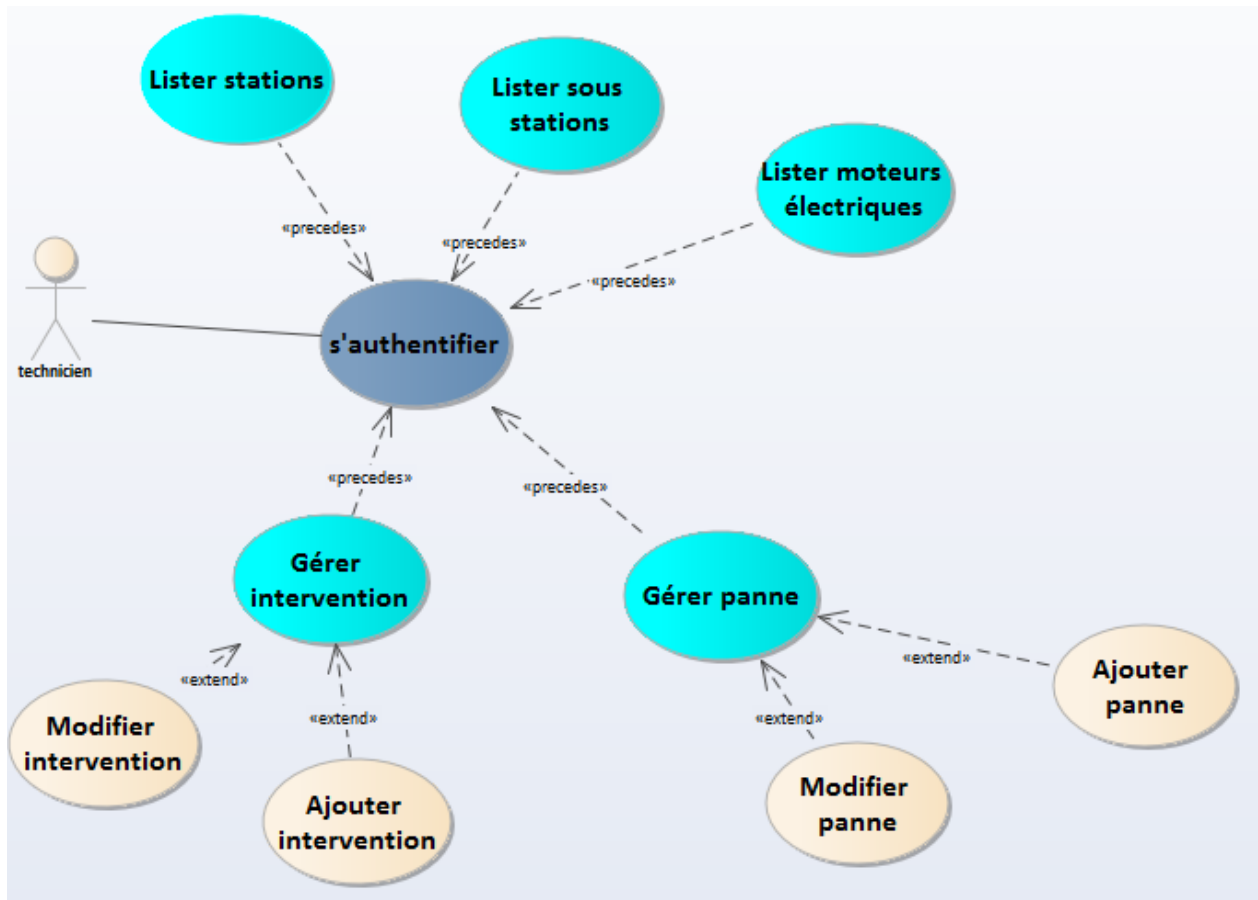 Lister stations
Lister sous
stations
Lister moteurs
électriques
«precedes»
«precedes»
«precedes»
technicien
s'authentifier
«precedes»
«precedes»
Gérer
intervention
Gérer panne
«extend»
«extend»
«extend»
«extend»
Modifier
intervention
Ajouter
intervention
Modifier
panne
Ajouter
panne